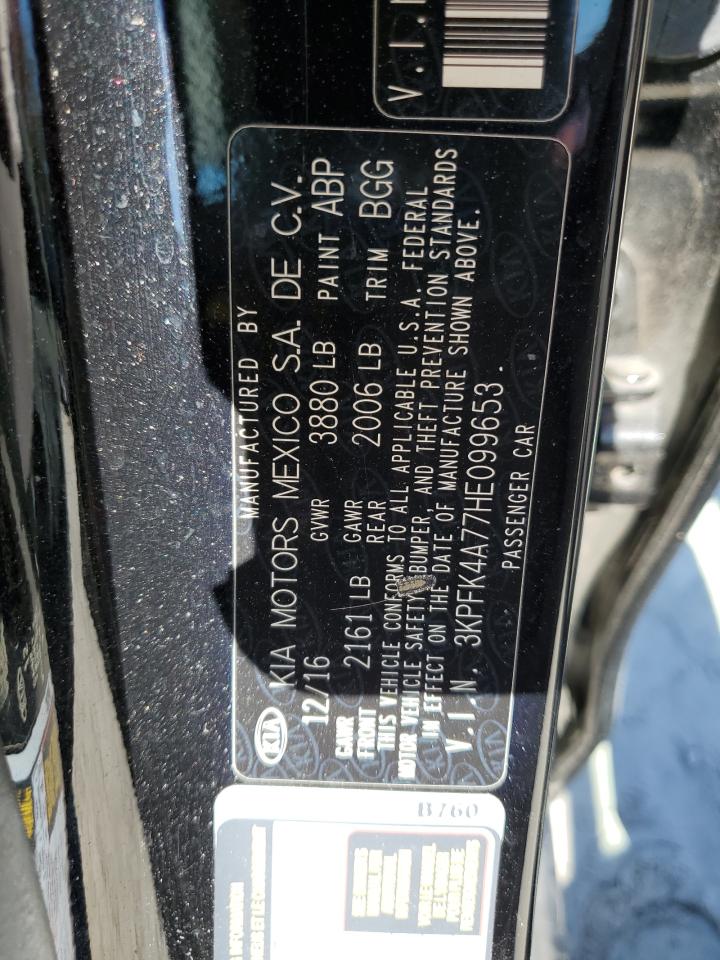 V.I.N
MANUFACTURED BY
KIA KIA MOTORS MEXICO S.A. DE C.V.
12/16 GVWR 3880 LB PAINT ABP
GAWR FRONT 2161 LB GAWR REAR 2006 LB TRIM BGG
THIS VEHICLE CONFORMS TO ALL APPLICABLE U.S.A. FEDERAL
MOTOR VEHICLE SAFETY BUMPER, AND THEFT PREVENTION STANDARDS
IN EFFECT ON THE DATE OF MANUFACTURE SHOWN ABOVE.
V.I.N. 3KPFK4A77HE099653.
PASSENGER CAR
B760